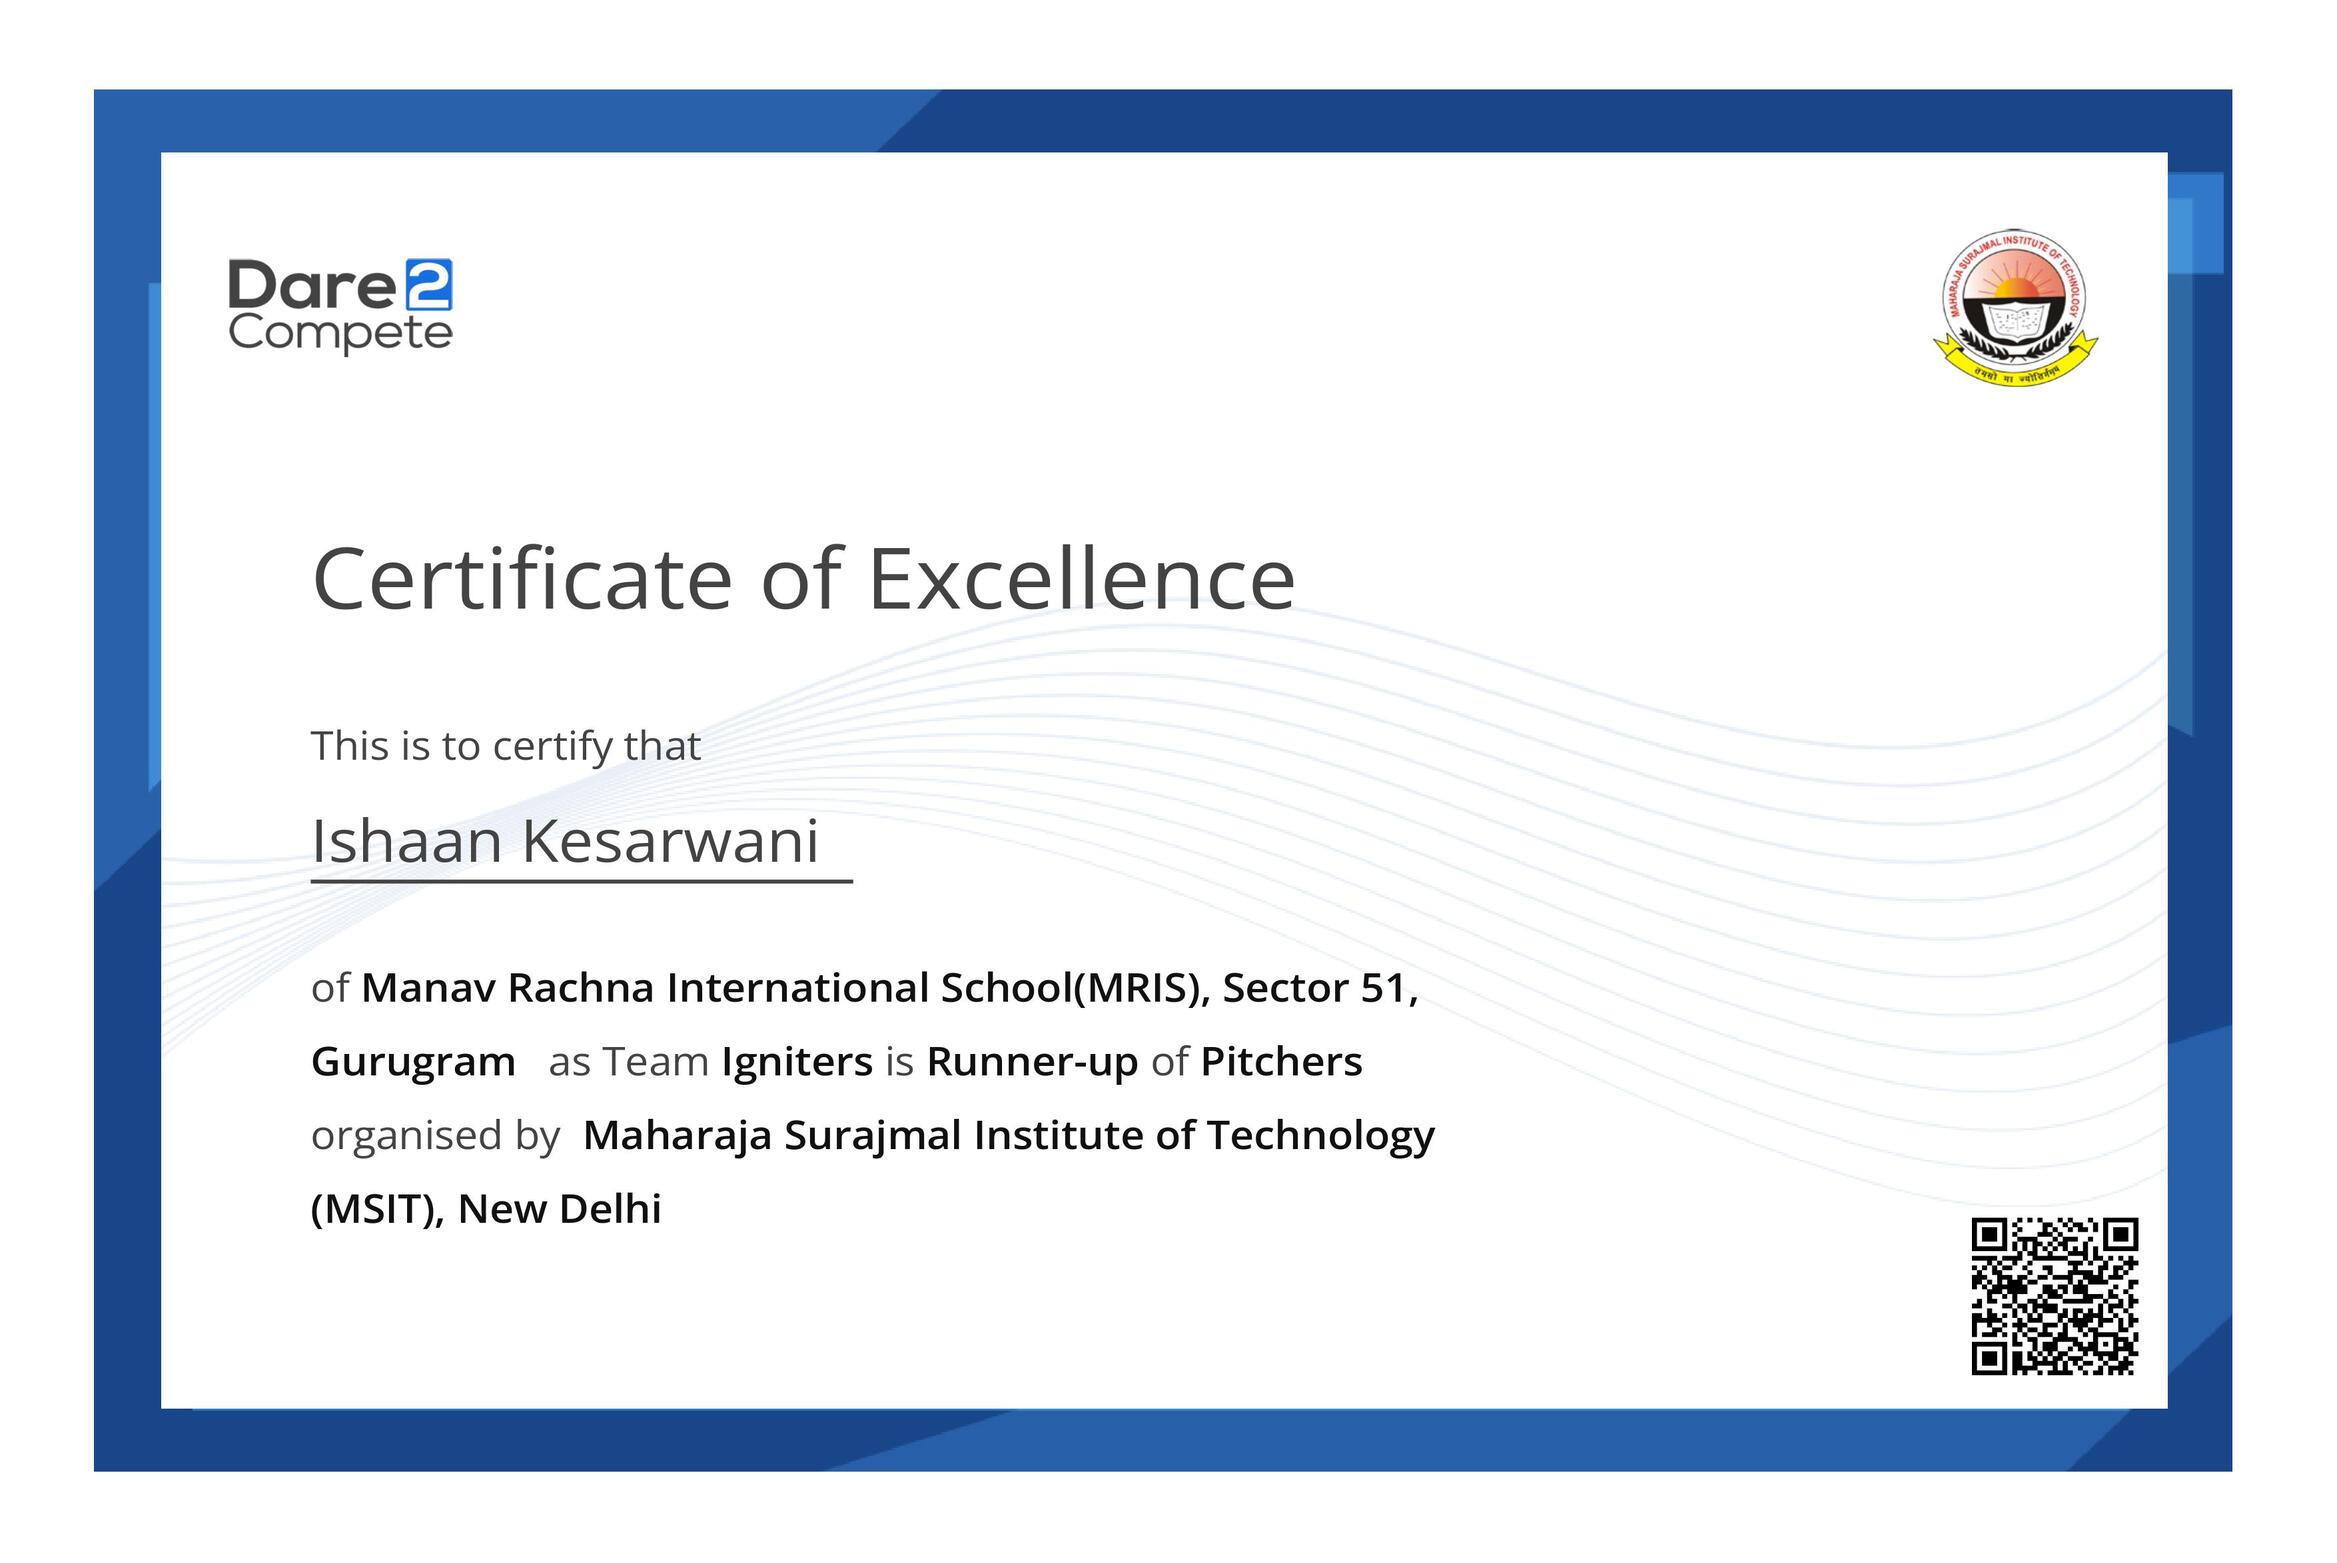 Dare2
Compete
MAHARAJA SURAJMAL INSTITUTE OF TECHNOLOGY
तमसो मा ज्योतिर्गमय
Certificate of Excellence
This is to certify that
Ishaan Kesarwani
of Manav Rachna International School(MRIS), Sector 51,
Gurugram as Team Igniters is Runner-up of Pitchers
organised by Maharaja Surajmal Institute of Technology
(MSIT), New Delhi